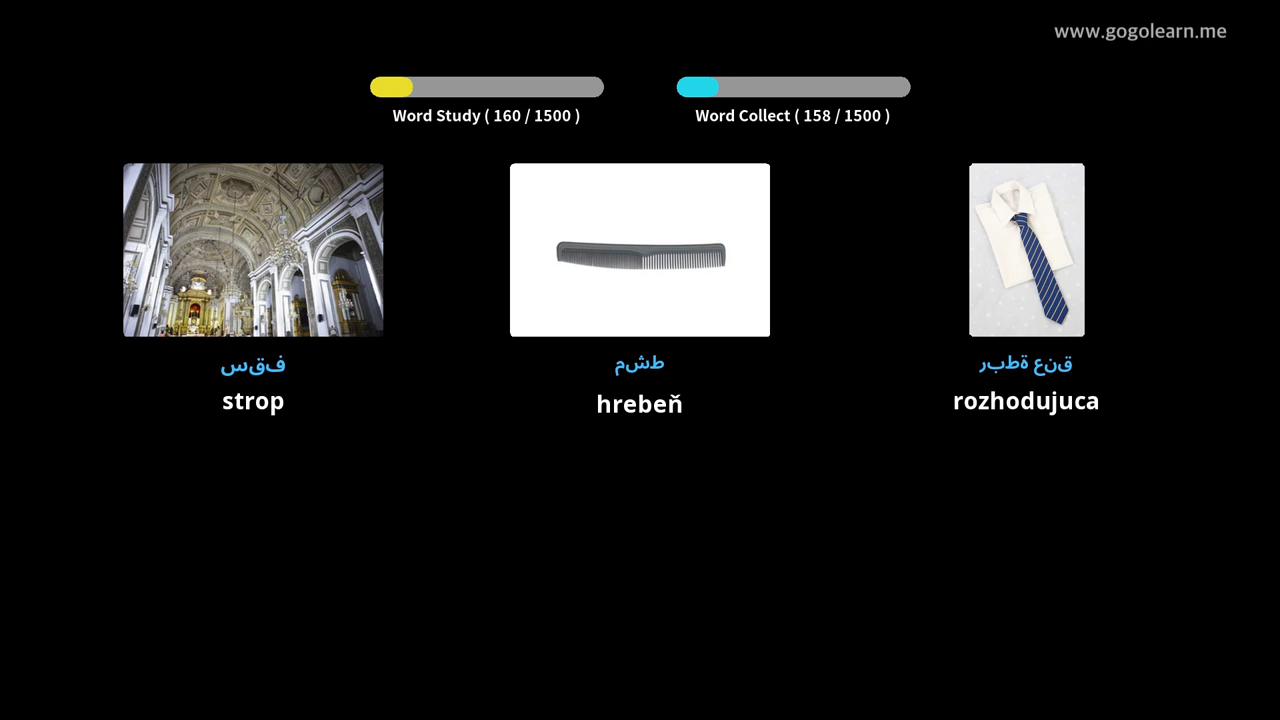 www.gogolearn.me
Word Study ( 160 / 1500 )
Word Collect ( 158 / 1500 )
فقس
strop
طشم
hrebeň
قنع ةطبر
rozhodujuca